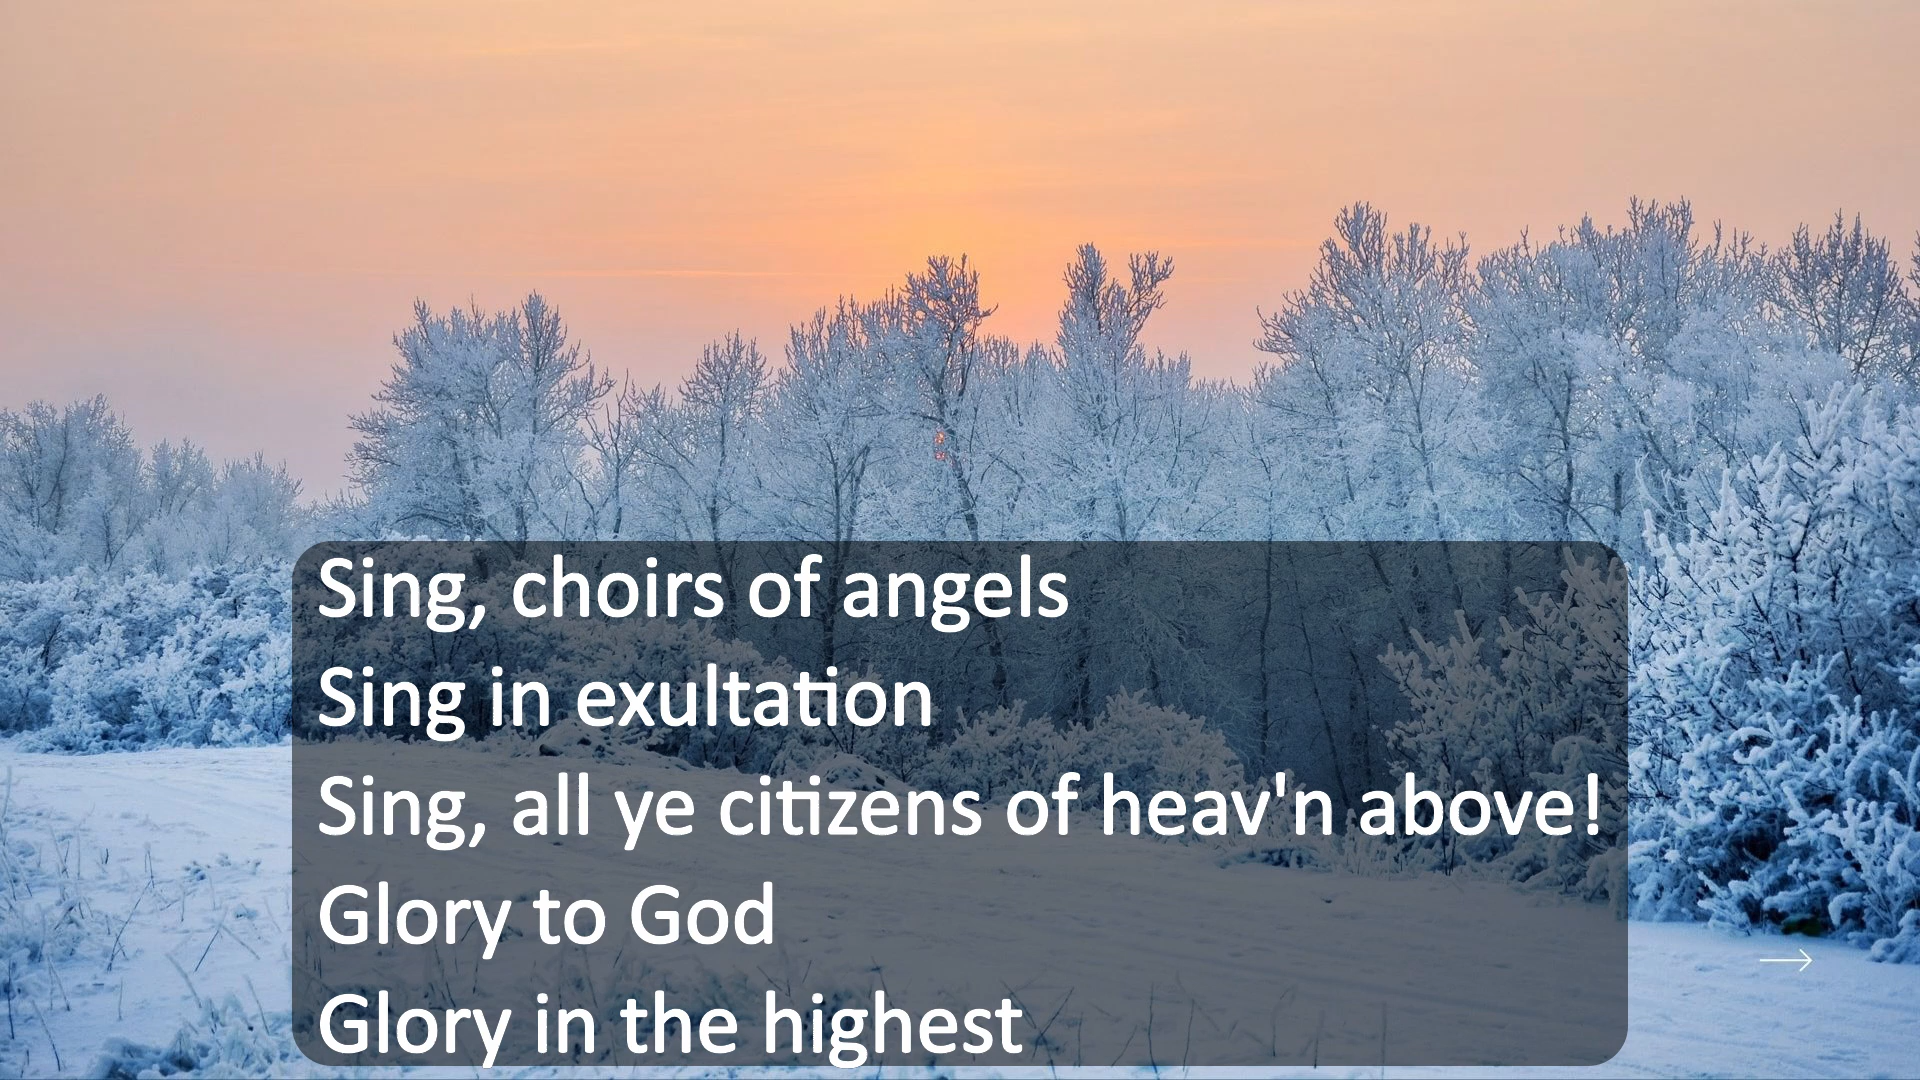 Sing, choirs of angels
Sing in exultation
Sing, all ye citizens of heav'n above!
Glory to God
Glory in the highest